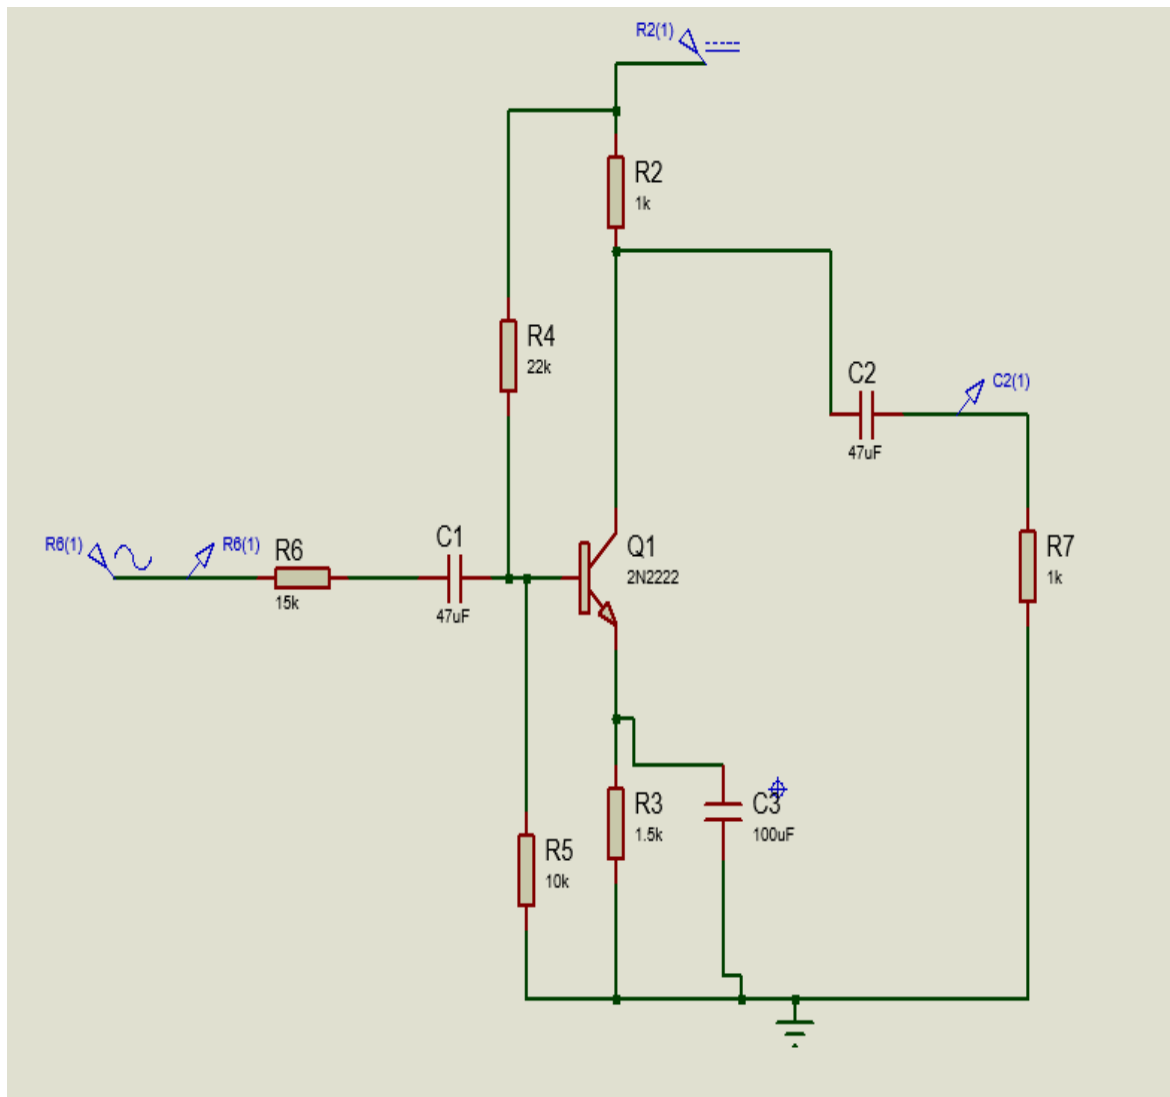 R2(1)
R2
1k
R4
22k
C2
47uF
C2(1)
R6(1)
R6(1)
R6
15k
C1
47uF
Q1
2N2222
R7
1k
R3
1.5k
C3
100uF
R5
10k